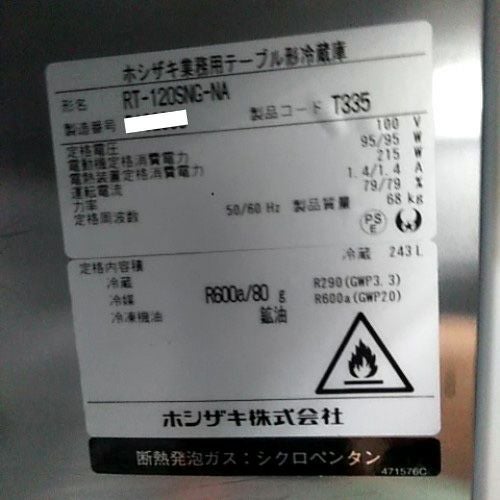 ホシザキ業務用テーブル形冷蔵庫
形名 RT-120SNG-NA
製造番号 製品コード T335
定格電圧 100 V
電動機定格消費電力 95/95 W
電熱装置定格消費電力 215 W
運転電流 1.4/1.4 A
力率 79/79 %
定格周波数 50/60 Hz 製品質量 68 kg
PS
E
定格内容積 冷蔵 243 L
冷蔵
冷媒 R600a/80 g R290(GWP3.3)
R600a(GWP20)
冷凍機油 鉱油
ホシザキ株式会社
断熱発泡ガス：シクロペンタン
471576C